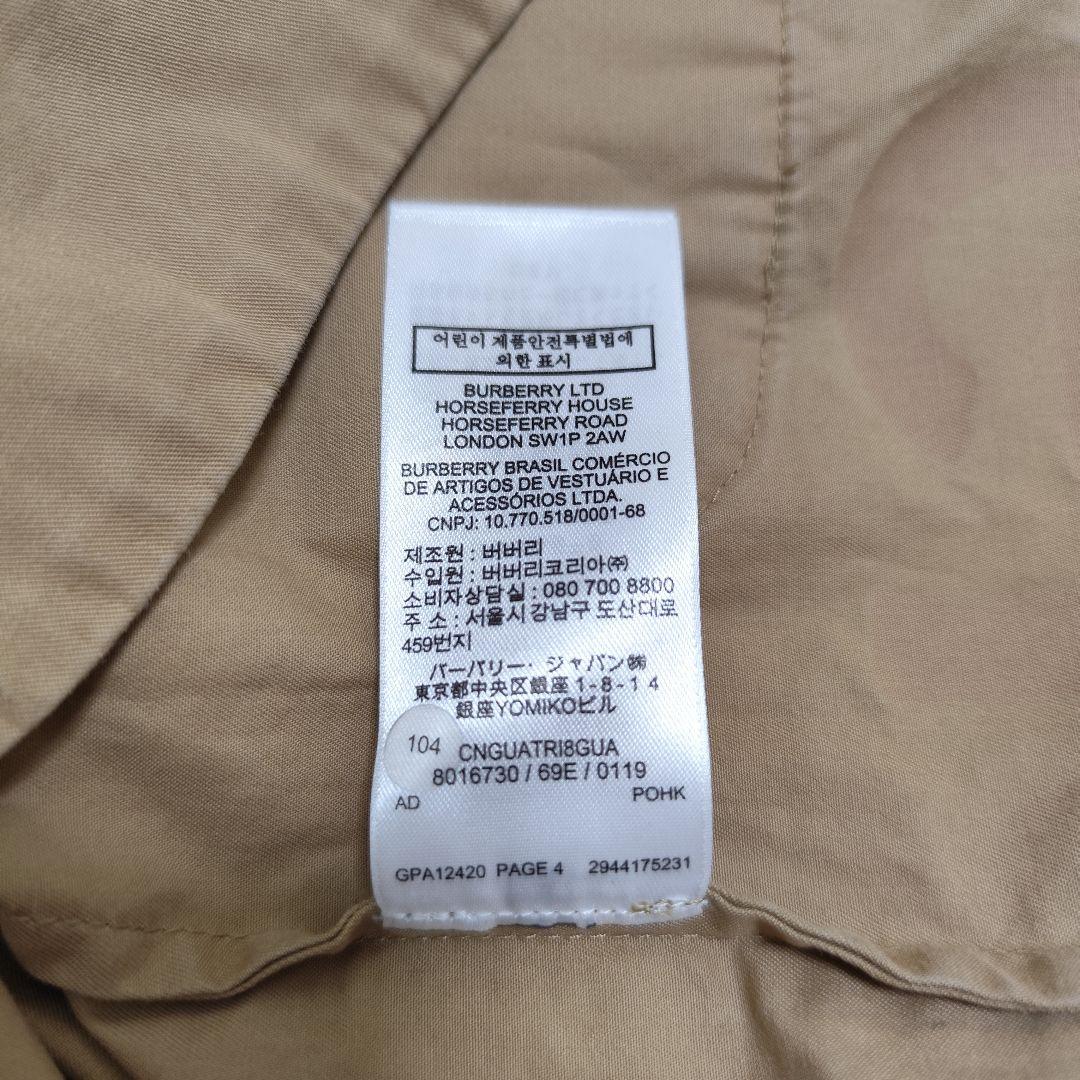 어린이 제품안전특별법에
의한 표시
BURBERRY LTD
HORSEFERRY HOUSE
HORSEFERRY ROAD
LONDON SW1P 2AW
BURBERRY BRASIL COMÉRCIO
DE ARTIGOS DE VESTUÁRIO E
ACESSÓRIOS LTDA.
CNPJ: 10.770.518/0001-68
제조원 : 버버리
수입원 : 버버리코리아㈜
소비자상담실 : 080 700 8800
주 소 : 서울시 강남구 도산대로
459번지
バーバリー・ジャパン㈱
東京都中央区銀座1-8-14
銀座YOMIKOビル
104
CNGUATRI8GUA
8016730 / 69E / 0119
AD POHK
GPA12420 PAGE 4 2944175231